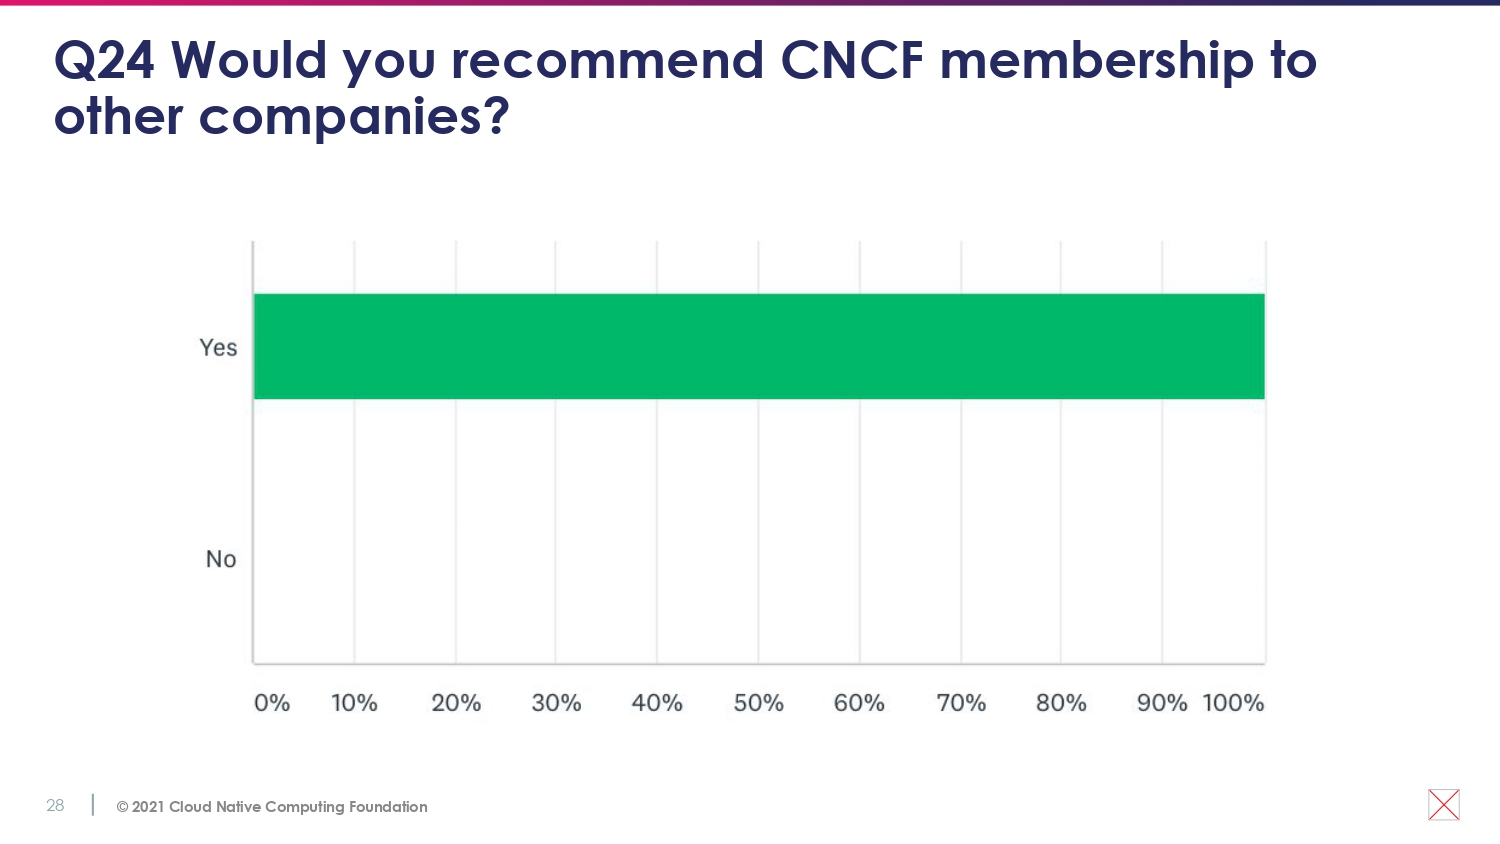 Q24 Would you recommend CNCF membership to
other companies?
Yes
No
0% 10% 20% 30% 40% 50% 60% 70% 80% 90% 100%
28
© 2021 Cloud Native Computing Foundation